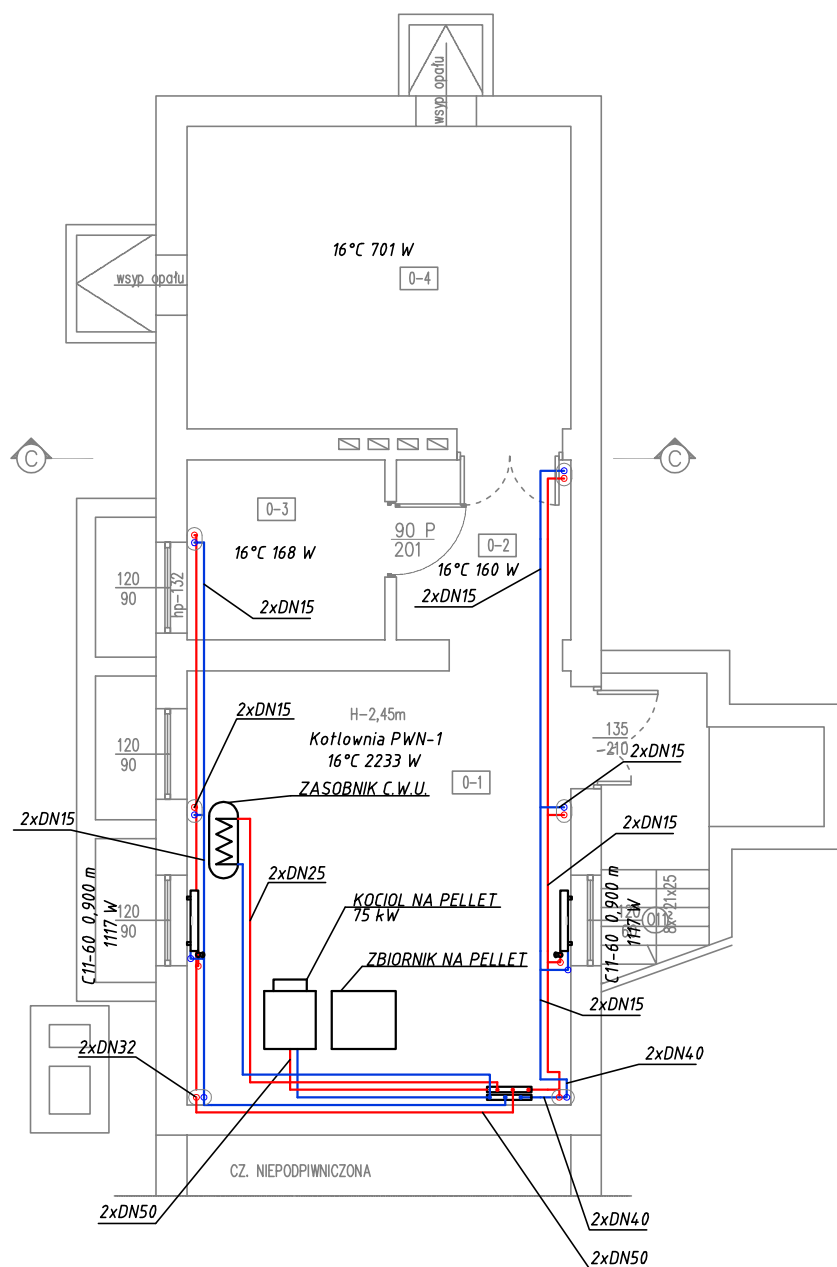 wsyp opału
16°C 701 W
0-4
wsyp opału
C
C
0-3
90 P
201
0-2
16°C 168 W
16°C 160 W
120
90
hp-132
2xDN15
2xDN15
2xDN15
H-2,45m
Kotłownia PWN-1
16°C 2233 W
0-1
135
-210
120
90
2xDN15
ZASOBNIK C.W.U.
2xDN15
2xDN15
2xDN25
KOCIOL NA PELLET
75 kW
C11-60 0,900 m
1117 W
120
90
C11-60 0,900 m
1117 W
8x 21x25
ZBIORNIK NA PELLET
2xDN15
2xDN32
2xDN40
CZ. NIEPODPIWNICZONA
2xDN50
2xDN40
2xDN50